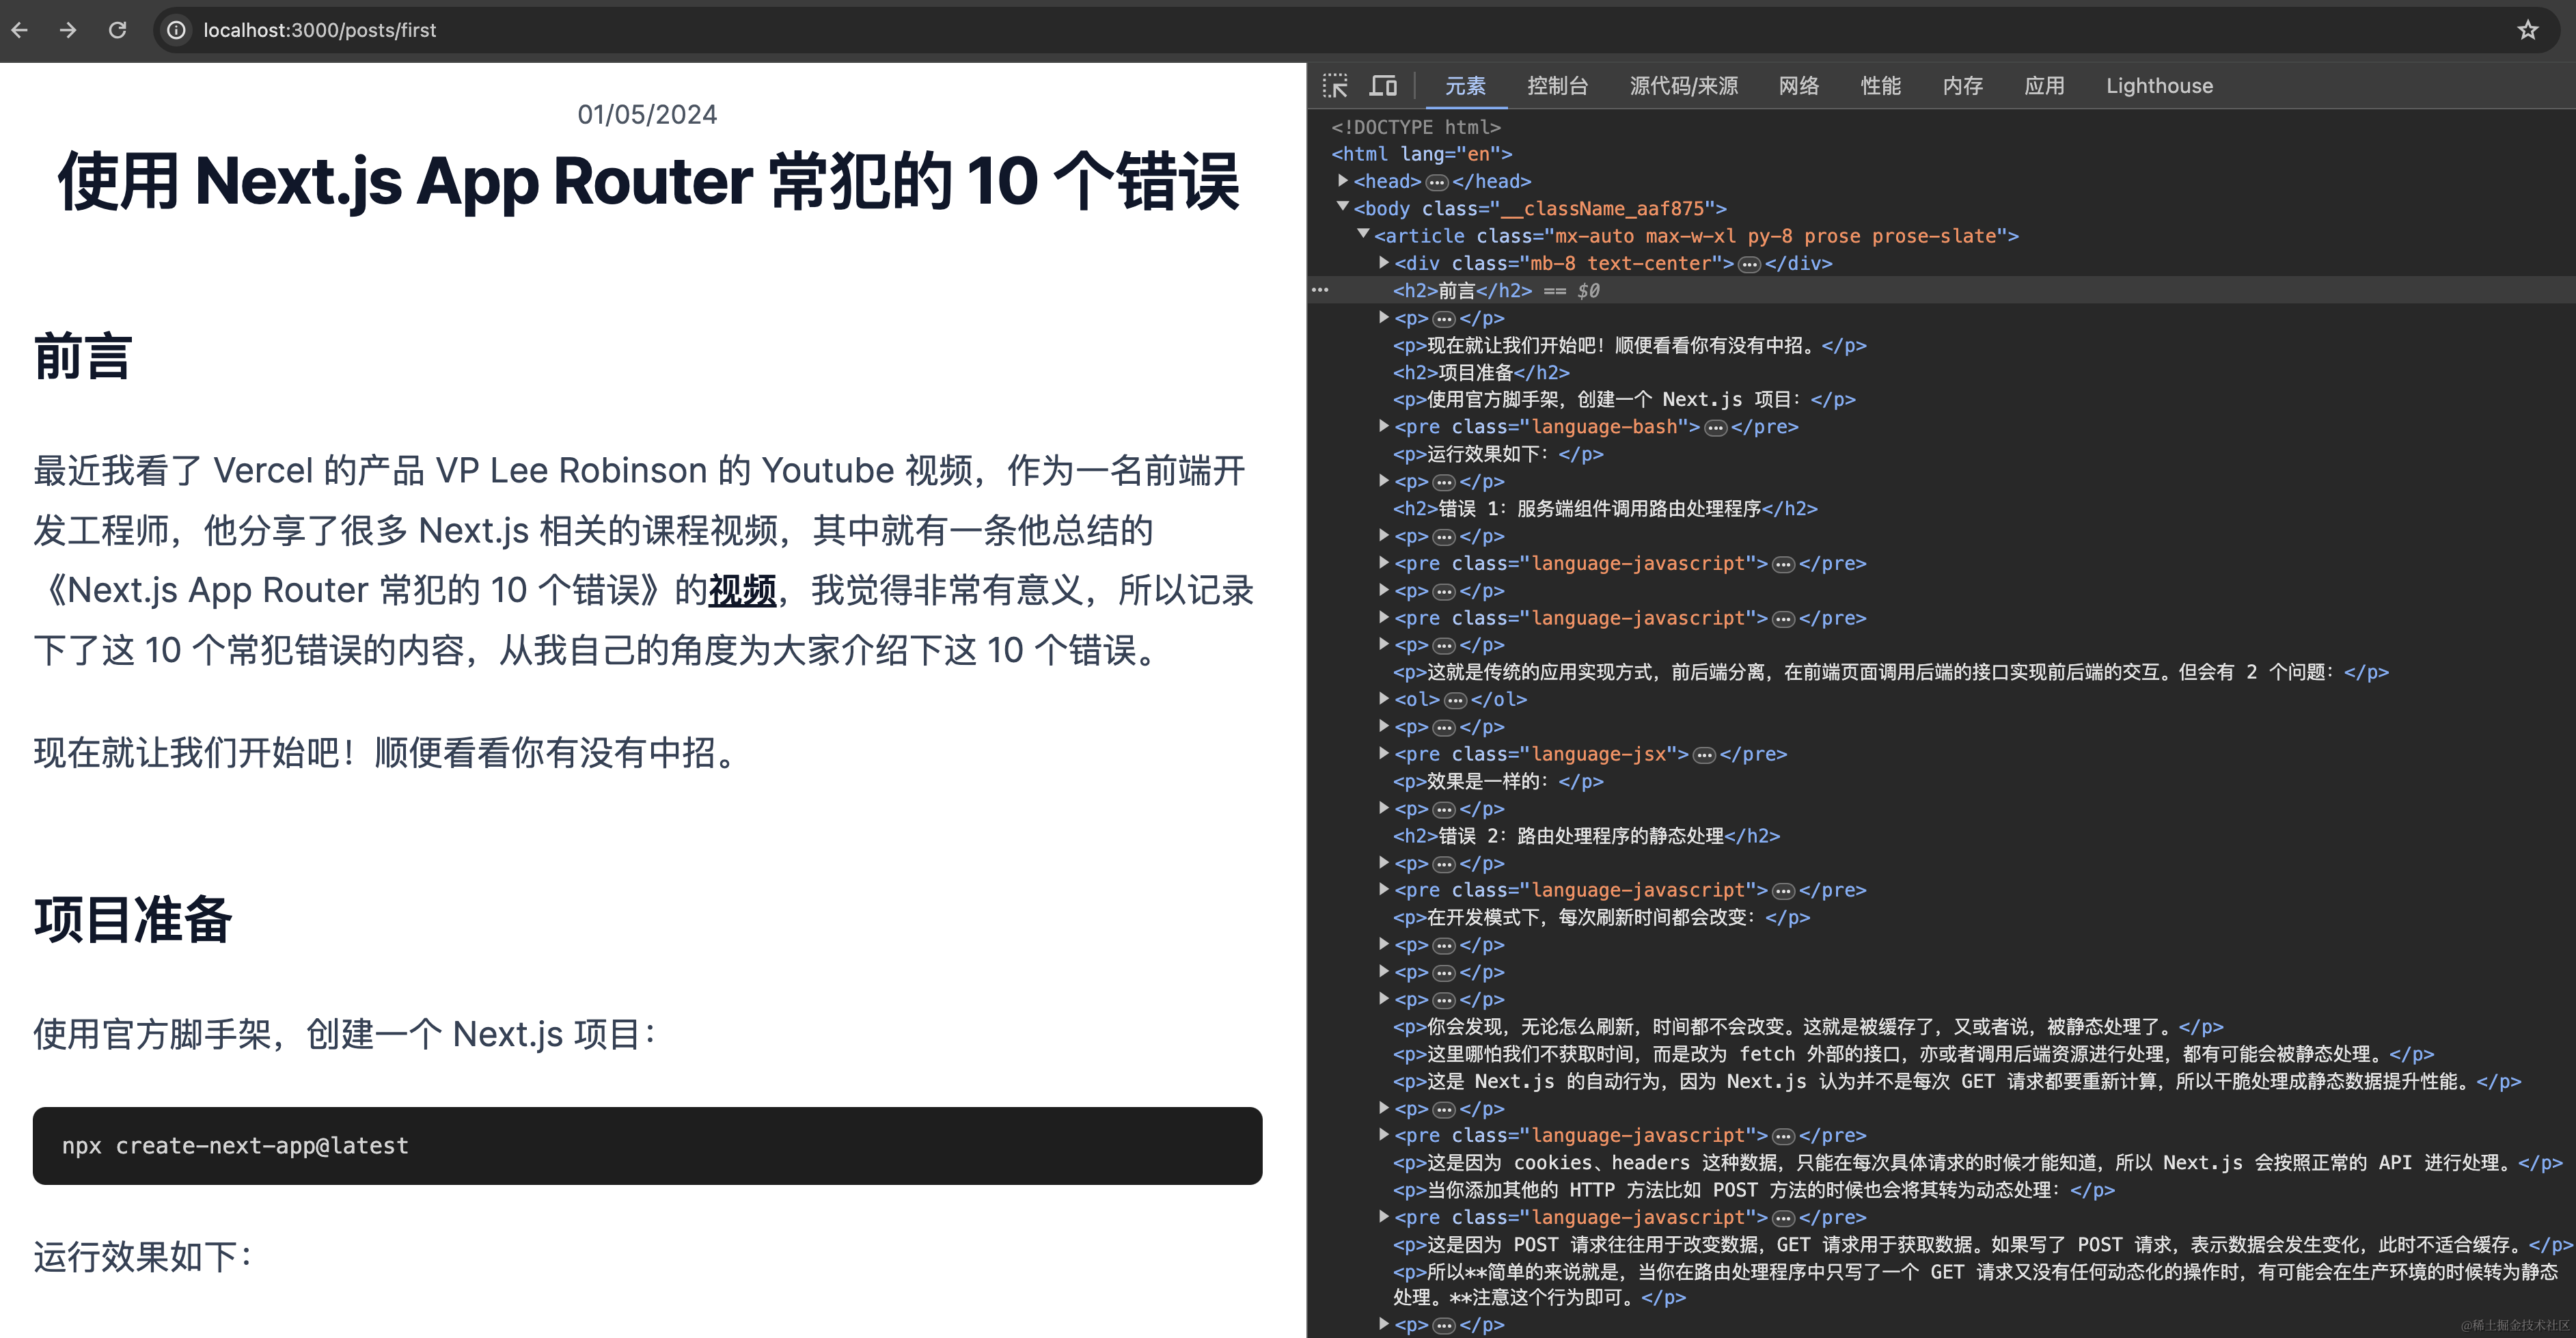 localhost:3000/posts/first
01/05/2024
使用 Next.js App Router 常犯的 10 个错误
前言
最近我看了 Vercel 的产品 VP Lee Robinson 的 Youtube 视频，作为一名前端开
发工程师，他分享了很多 Next.js 相关的课程视频，其中就有一条他总结的
《Next.js App Router 常犯的 10 个错误》的视频，我觉得非常有意义，所以记录
下了这 10 个常犯错误的内容，从我自己的角度为大家介绍下这 10 个错误。
现在就让我们开始吧！顺便看看你有没有中招。
项目准备
使用官方脚手架，创建一个 Next.js 项目：
npx create-next-app@latest
运行效果如下：
元素 控制台 源代码/来源 网络 性能 内存 应用 Lighthouse
<!DOCTYPE html>
<html lang="en">
<head>…</head>
<body class="__className_aaf875">
<article class="mx-auto max-w-xl py-8 prose prose-slate">
<div class="mb-8 text-center">…</div>
<h2>前言</h2> == $0
<p>…</p>
<p>现在就让我们开始吧！顺便看看你有没有中招。</p>
<h2>项目准备</h2>
<p>使用官方脚手架，创建一个 Next.js 项目：</p>
<pre class="language-bash">…</pre>
<p>运行效果如下：</p>
<p>…</p>
<h2>错误 1：服务端组件调用路由处理程序</h2>
<p>…</p>
<pre class="language-javascript">…</pre>
<p>…</p>
<pre class="language-javascript">…</pre>
<p>…</p>
<p>这就是传统的应用实现方式，前后端分离，在前端页面调用后端的接口实现前后端的交互。但会有 2 个问题：</p>
<ol>…</ol>
<p>…</p>
<pre class="language-jsx">…</pre>
<p>效果是一样的：</p>
<p>…</p>
<h2>错误 2：路由处理程序的静态处理</h2>
<p>…</p>
<pre class="language-javascript">…</pre>
<p>在开发模式下，每次刷新时间都会改变：</p>
<p>…</p>
<p>…</p>
<p>…</p>
<p>你会发现，无论怎么刷新，时间都不会改变。这就是被缓存了，又或者说，被静态处理了。</p>
<p>这里哪怕我们不获取时间，而是改为 fetch 外部的接口，亦或者调用后端资源进行处理，都有可能会被静态处理。</p>
<p>这是 Next.js 的自动行为，因为 Next.js 认为并不是每次 GET 请求都要重新计算，所以干脆处理成静态数据提升性能。</p>
<p>…</p>
<pre class="language-javascript">…</pre>
<p>这是因为 cookies、headers 这种数据，只能在每次具体请求的时候才能知道，所以 Next.js 会按照正常的 API 进行处理。</p>
<p>当你添加其他的 HTTP 方法比如 POST 方法的时候也会将其转为动态处理：</p>
<pre class="language-javascript">…</pre>
<p>这是因为 POST 请求往往用于改变数据，GET 请求用于获取数据。如果写了 POST 请求，表示数据会发生变化，此时不适合缓存。</p>
<p>所以**简单的来说就是，当你在路由处理程序中只写了一个 GET 请求又没有任何动态化的操作时，有可能会在生产环境的时候转为静态
处理。**注意这个行为即可。</p>
<p>…</p>
@稀土掘金技术社区